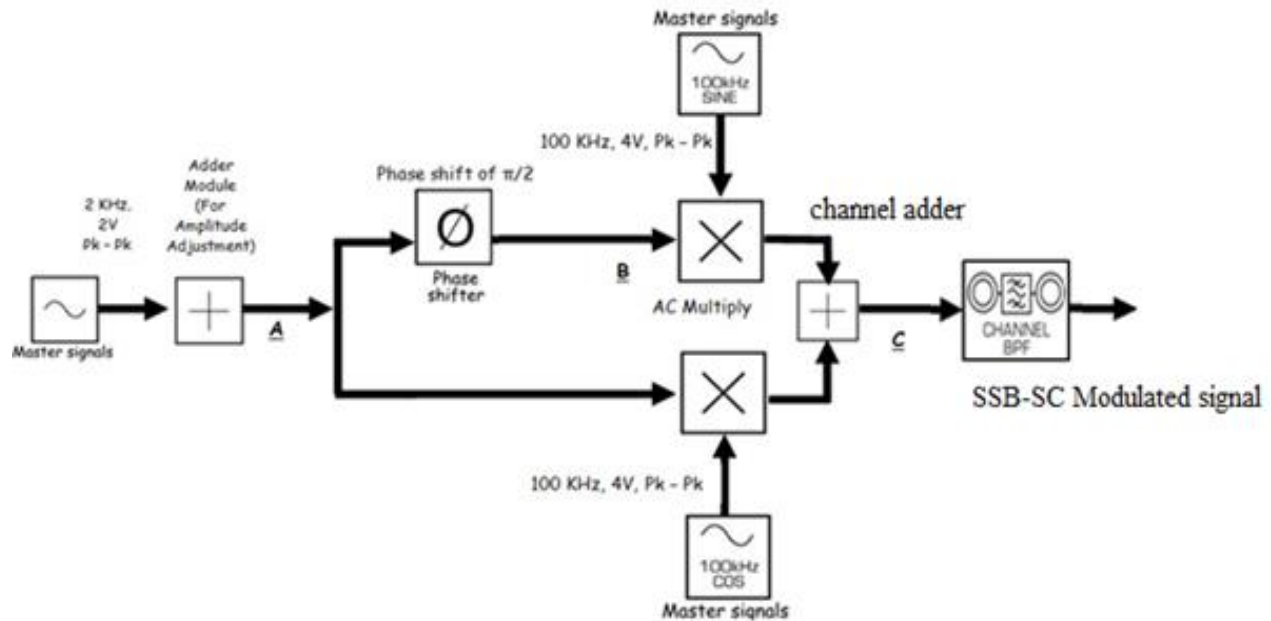 Master signals
100kHz
SINE
100 KHz, 4V, Pk - Pk
Adder
Module
(For
Amplitude
Adjustment)
2 KHz,
2V
Pk - Pk
Phase shift of π/2
Ø
Phase
shifter
channel adder
B
AC Multiply
A
Master signals
C
CHANNEL
BPF
SSB-SC Modulated signal
100 KHz, 4V, Pk - Pk
100kHz
COS
Master signals